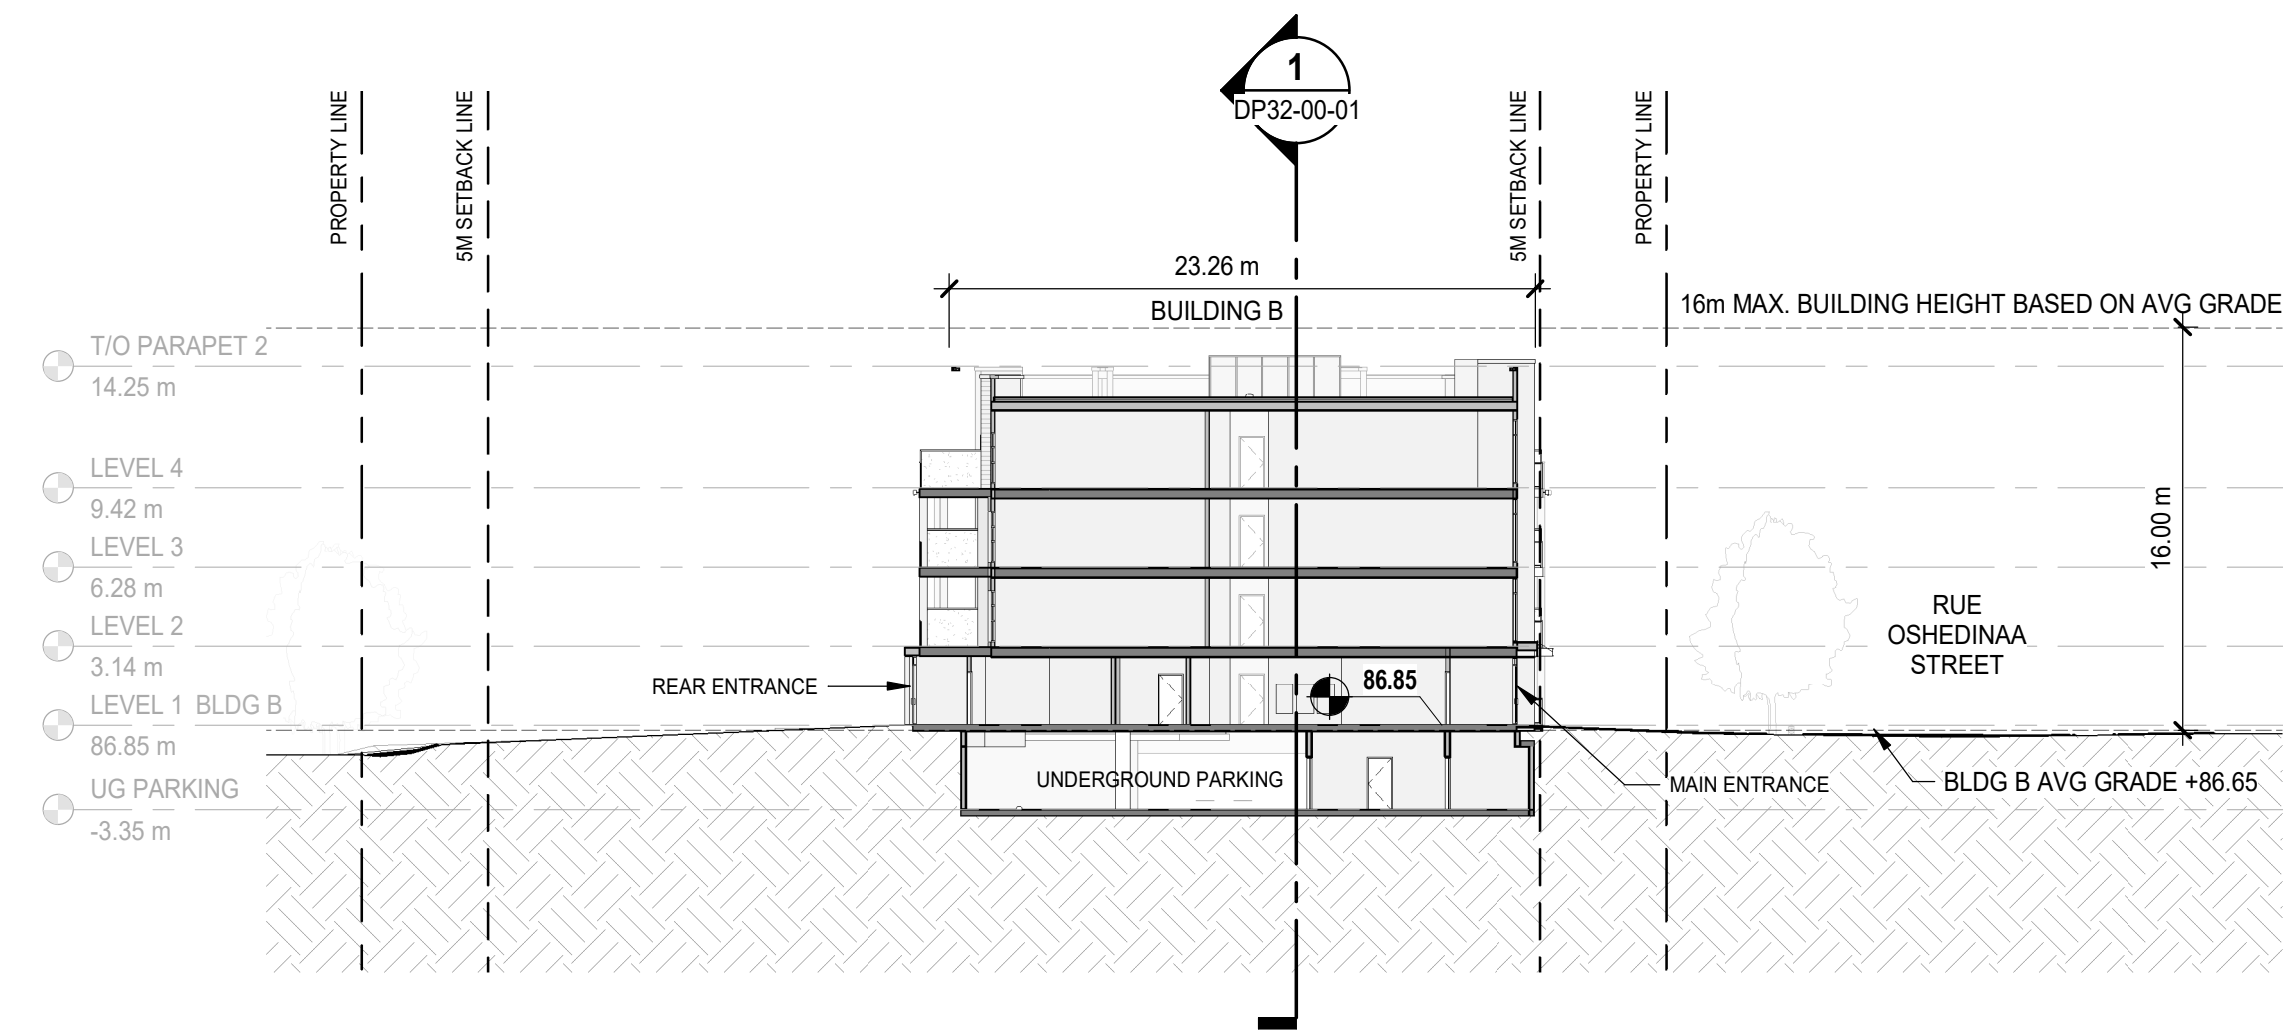 1
DP32-00-01
PROPERTY LINE
5M SETBACK LINE
5M SETBACK LINE
PROPERTY LINE
23.26 m
BUILDING B
16m MAX. BUILDING HEIGHT BASED ON AVG GRADE
T/O PARAPET 2
14.25 m
LEVEL 4
9.42 m
LEVEL 3
6.28 m
LEVEL 2
3.14 m
LEVEL 1 BLDG B
86.85 m
UG PARKING
-3.35 m
16.00 m
RUE
OSHEDINAA
STREET
REAR ENTRANCE
86.85
UNDERGROUND PARKING
MAIN ENTRANCE
BLDG B AVG GRADE +86.65